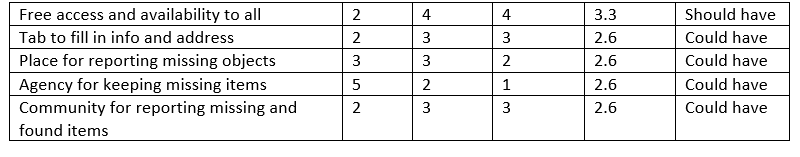 Free access and availability to all 2 4 4 3.3 Should have
Tab to fill in info and address 2 3 3 2.6 Could have
Place for reporting missing objects 3 3 2 2.6 Could have
Agency for keeping missing items 5 2 1 2.6 Could have
Community for reporting missing and 2 3 3 2.6 Could have
found items